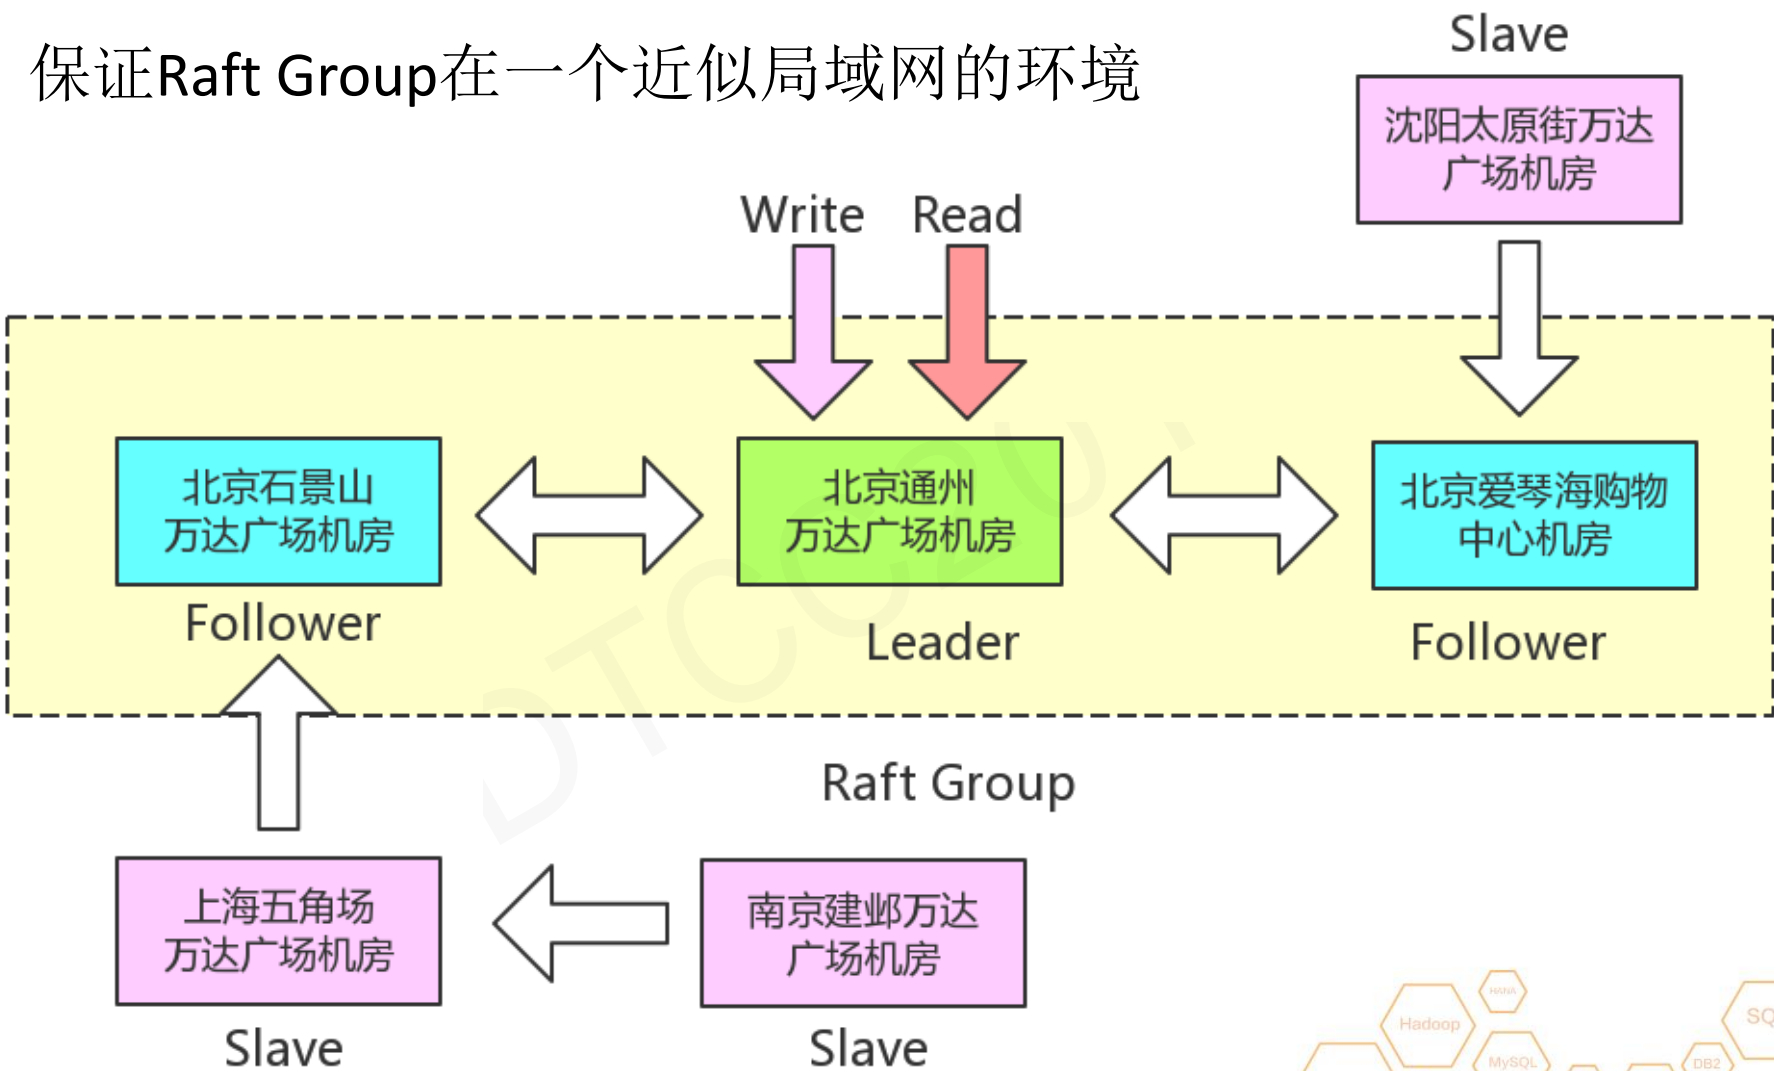 保证Raft Group在一个近似局域网的环境
Slave
沈阳太原街万达
广场机房
Write
Read
北京石景山
万达广场机房
Follower
北京通州
万达广场机房
Leader
北京爱琴海购物
中心机房
Follower
Raft Group
上海五角场
万达广场机房
Slave
南京建邺万达
广场机房
Slave
DTCC20
HANA
Hadoop
MySQL
DB2
SQ